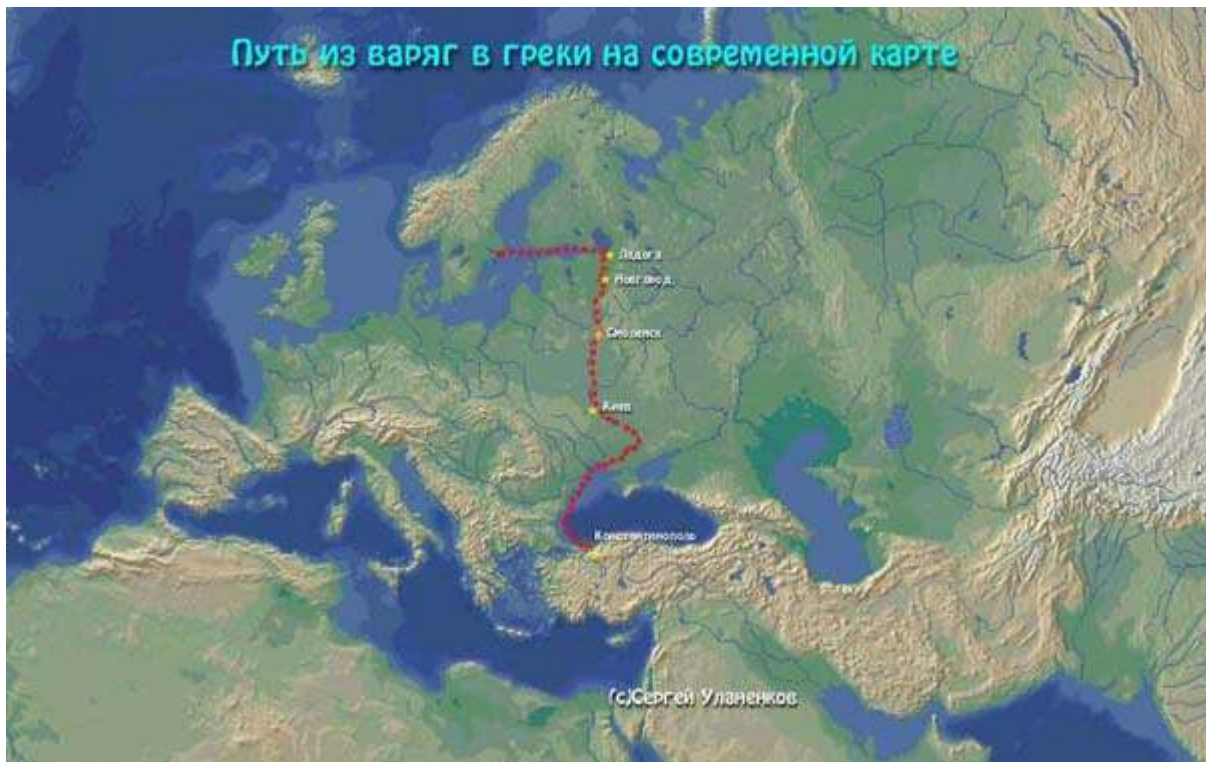 Путь из варяг в греки на современной карте
Ладога
Новгород
Смоленск
Киев
Константинополь
(с)Сергей Уланенков